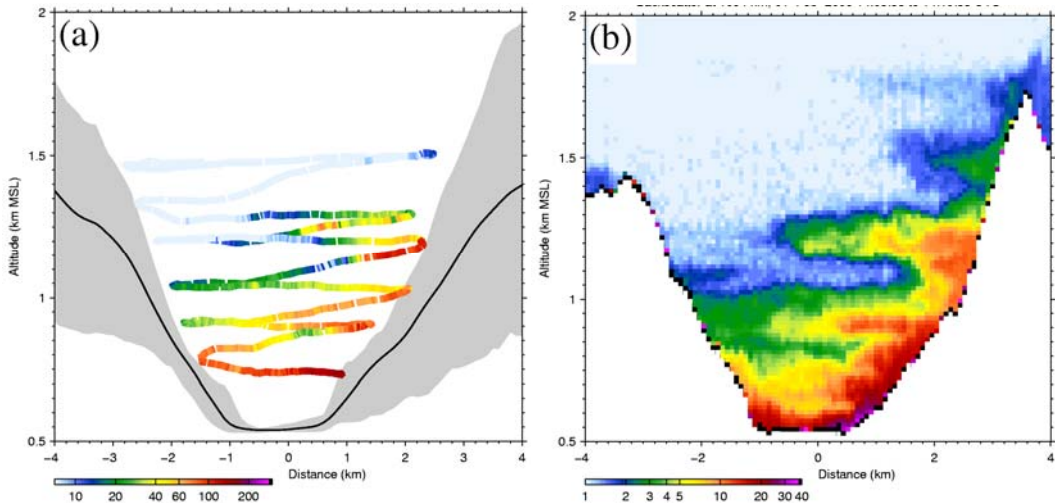 (a)
2
1.5
1
0.5
Altitude (km MSL)
-4 -3 -2 -1 0 1 2 3 4
Distance (km)
10 20 40 60 100 200
(b)
2
1.5
1
0.5
Altitude (km MSL)
-4 -2 0 2 4
Distance (km)
1 2 3 4 5 10 20 30 40